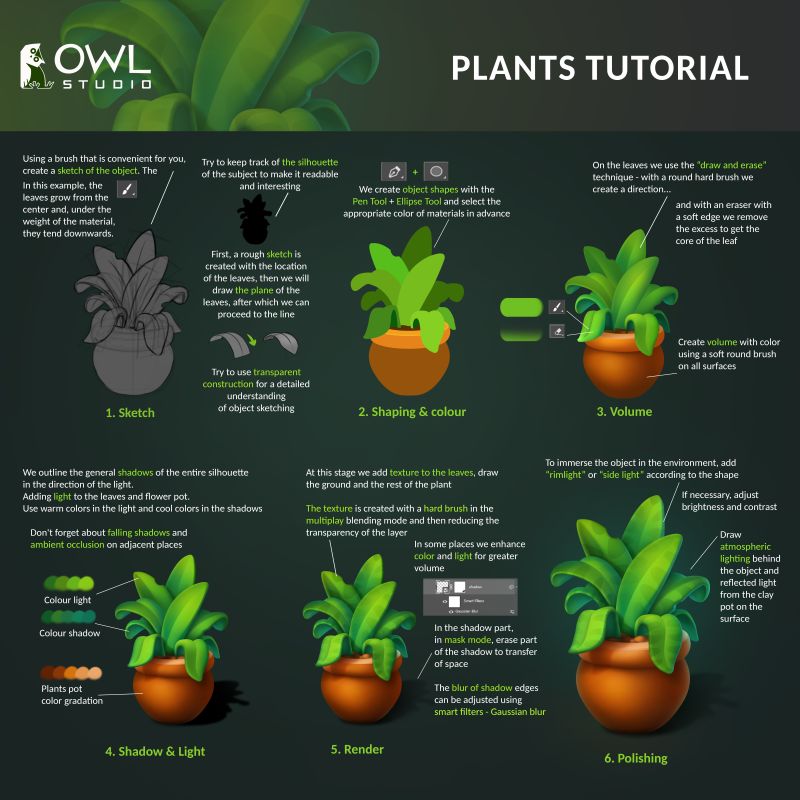 OWL
STUDIO
PLANTS TUTORIAL
Using a brush that is convenient for you,
create a sketch of the object. The
In this example, the
leaves grow from the
center and, under the
weight of the material,
they tend downwards.
Try to keep track of the silhouette
of the subject to make it readable
and interesting
First, a rough sketch is
created with the location
of the leaves, then we will
draw the plane of the
leaves, after which we can
proceed to the line
Try to use transparent
construction for a detailed
understanding
of object sketching
1. Sketch
+
We create object shapes with the
Pen Tool + Ellipse Tool and select the
appropriate color of materials in advance
2. Shaping & colour
On the leaves we use the "draw and erase"
technique - with a round hard brush we
create a direction...
and with an eraser with
a soft edge we remove
the excess to get the
core of the leaf
Create volume with color
using a soft round brush
on all surfaces
3. Volume
We outline the general shadows of the entire silhouette
in the direction of the light.
Adding light to the leaves and flower pot.
Use warm colors in the light and cool colors in the shadows
Don't forget about falling shadows and
ambient occlusion on adjacent places
Colour light
Colour shadow
Plants pot
color gradation
4. Shadow & Light
At this stage we add texture to the leaves, draw
the ground and the rest of the plant
The texture is created with a hard brush in the
multiplay blending mode and then reducing the
transparency of the layer
In some places we enhance
color and light for greater
volume
shadow
Smart Filters
Gaussian Blur
In the shadow part,
in mask mode, erase part
of the shadow to transfer
of space
The blur of shadow edges
can be adjusted using
smart filters - Gaussian blur
5. Render
To immerse the object in the environment, add
"rimlight" or "side light" according to the shape
If necessary, adjust
brightness and contrast
Draw
atmospheric
lighting behind
the object and
reflected light
from the clay
pot on the
surface
6. Polishing